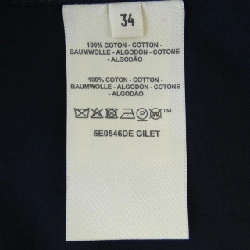 34
100% COTON - COTTON -
BAUMWOLLE - ALGODON - COTONE
- ALGODÃO
100% COTON - COTTON -
BAUMWOLLE - ALGODON - COTONE
- ALGODÃO
5E0546DE GILET